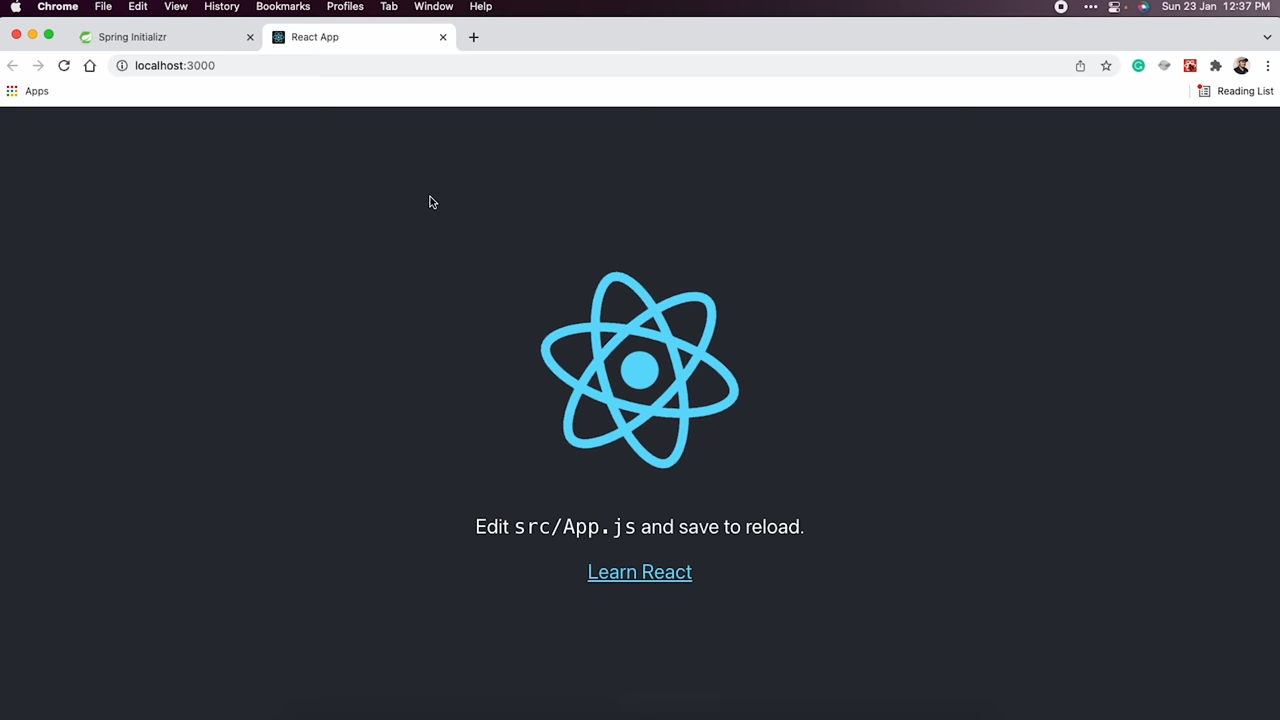 Chrome File Edit View History Bookmarks Profiles Tab Window Help Sun 23 Jan 12:37 PM
Spring Initializr React App
localhost:3000
Apps Reading List
Edit src/App.js and save to reload.
Learn React